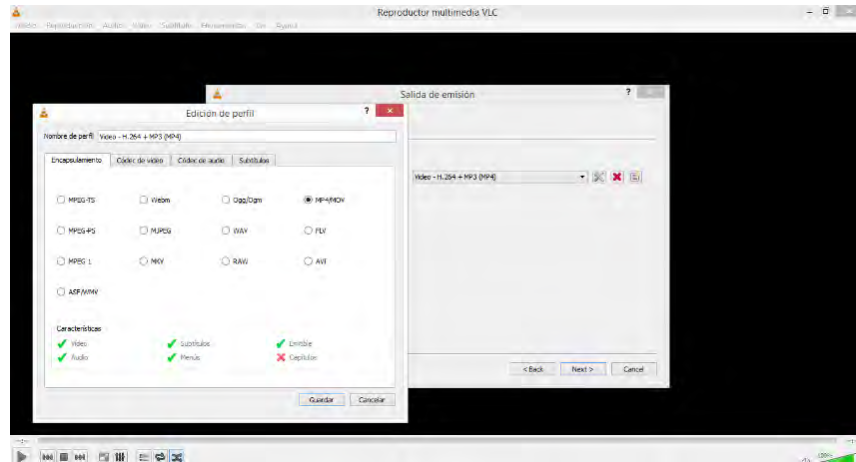 Reproductor multimedia VLC
Medio Reproducción Audio Video Subtítulo Herramientas Ver Ayuda
Salida de emisión ?
Edición de perfil ?
Nombre de perfil Video - H.264 + MP3 (MP4)
Encapsulamiento Códec de video Códec de audio Subtítulos
Video - H.264 + MP3 (MP4)
MPEG-TS Webm Ogg/Ogm MP4/MOV
MPEG-PS MJPEG WAV FLV
MPEG 1 MKV RAW AVI
ASF/WMV
Características
Video Subtítulos Emitible
Audio Menús Capítulos
< Back Next > Cancel
Guardar Cancelar